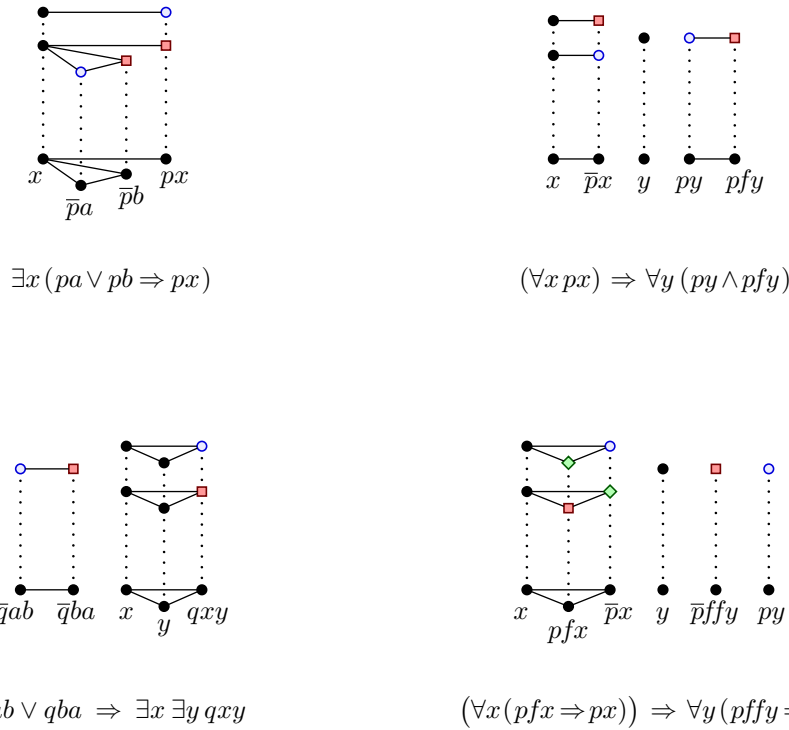 x p̄a p̄b px
x p̄x y py pfy
∃x (pa ∨ pb ⇒ px)
(∀x px) ⇒ ∀y (py ∧ pfy)
q̄ab q̄ba x y qxy
x pfx p̄x y p̄ffy py
b ∨ qba ⇒ ∃x ∃y qxy
(∀x (pfx ⇒ px)) ⇒ ∀y (pffy